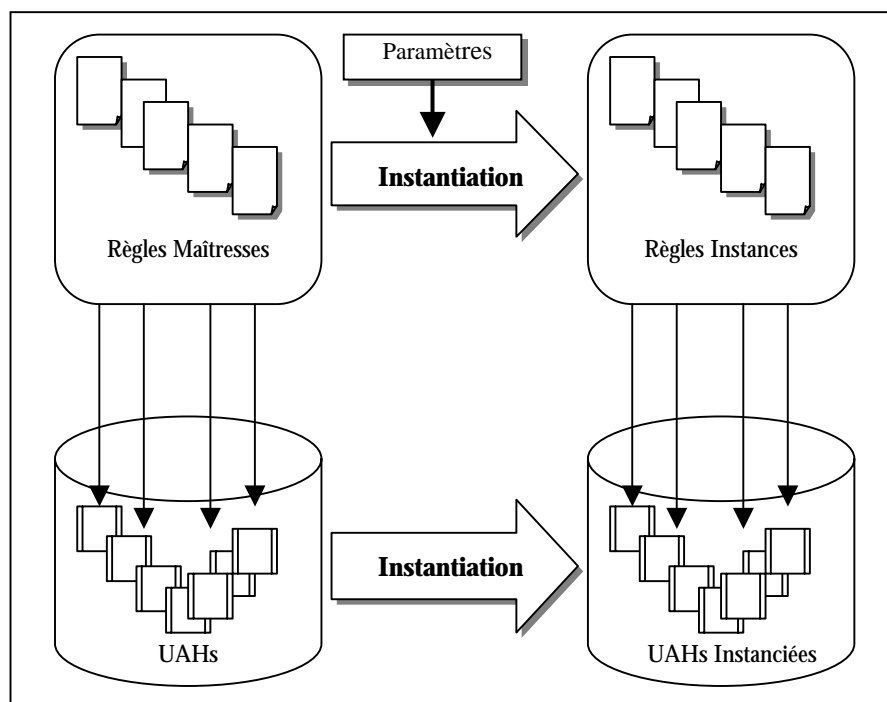 Paramètres
Instantiation
Règles Maîtresses
Règles Instances
Instantiation
UAHs
UAHs Instanciées